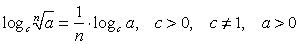 log_c ⁿ√a = 1/n · log_c a,   c > 0,   c ≠ 1,   a > 0